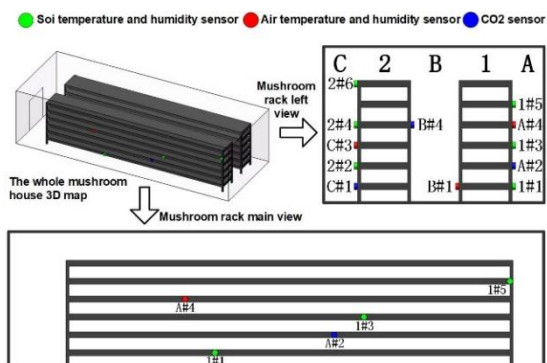 Soi temperature and humidity sensor Air temperature and humidity sensor CO2 sensor
Mushroom
rack left
view
The whole mushroom
house 3D map
Mushroom rack main view
C 2 B 1 A
2#6
1#5
2#4 B#4 A#4
C#3 1#3
2#2 A#2
C#1 B#1 1#1
1#5
A#4
1#3
A#2
1#1